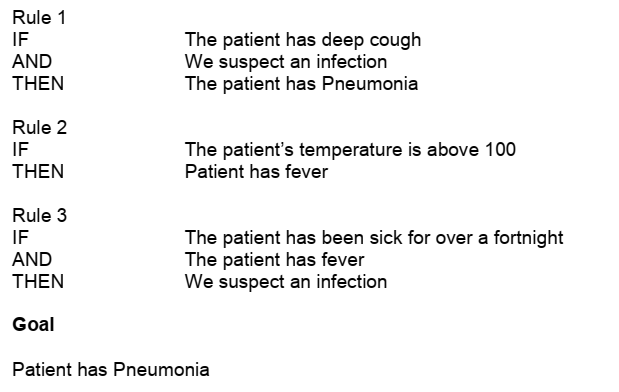 Rule 1
IF The patient has deep cough
AND We suspect an infection
THEN The patient has Pneumonia
Rule 2
IF The patient’s temperature is above 100
THEN Patient has fever
Rule 3
IF The patient has been sick for over a fortnight
AND The patient has fever
THEN We suspect an infection
Goal
Patient has Pneumonia